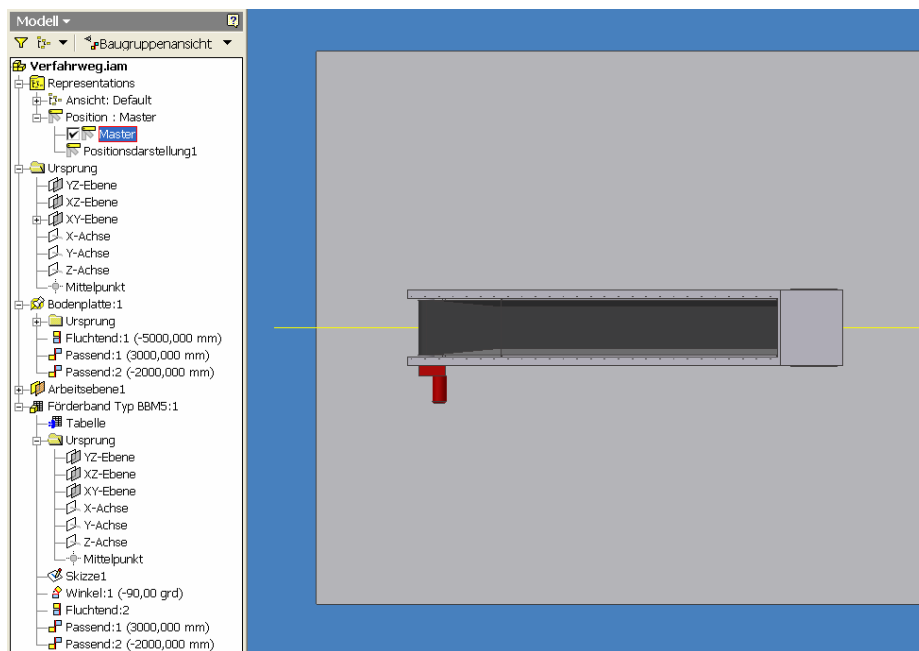 Modell
Baugruppenansicht
Verfahrweg.iam
Representations
Ansicht: Default
Position : Master
Master
Positionsdarstellung1
Ursprung
YZ-Ebene
XZ-Ebene
XY-Ebene
X-Achse
Y-Achse
Z-Achse
Mittelpunkt
Bodenplatte:1
Ursprung
Fluchtend:1 (-5000,000 mm)
Passend:1 (3000,000 mm)
Passend:2 (-2000,000 mm)
Arbeitsebene1
Förderband Typ BBM5:1
Tabelle
Ursprung
YZ-Ebene
XZ-Ebene
XY-Ebene
X-Achse
Y-Achse
Z-Achse
Mittelpunkt
Skizze1
Winkel:1 (-90,00 grd)
Fluchtend:2
Passend:1 (3000,000 mm)
Passend:2 (-2000,000 mm)